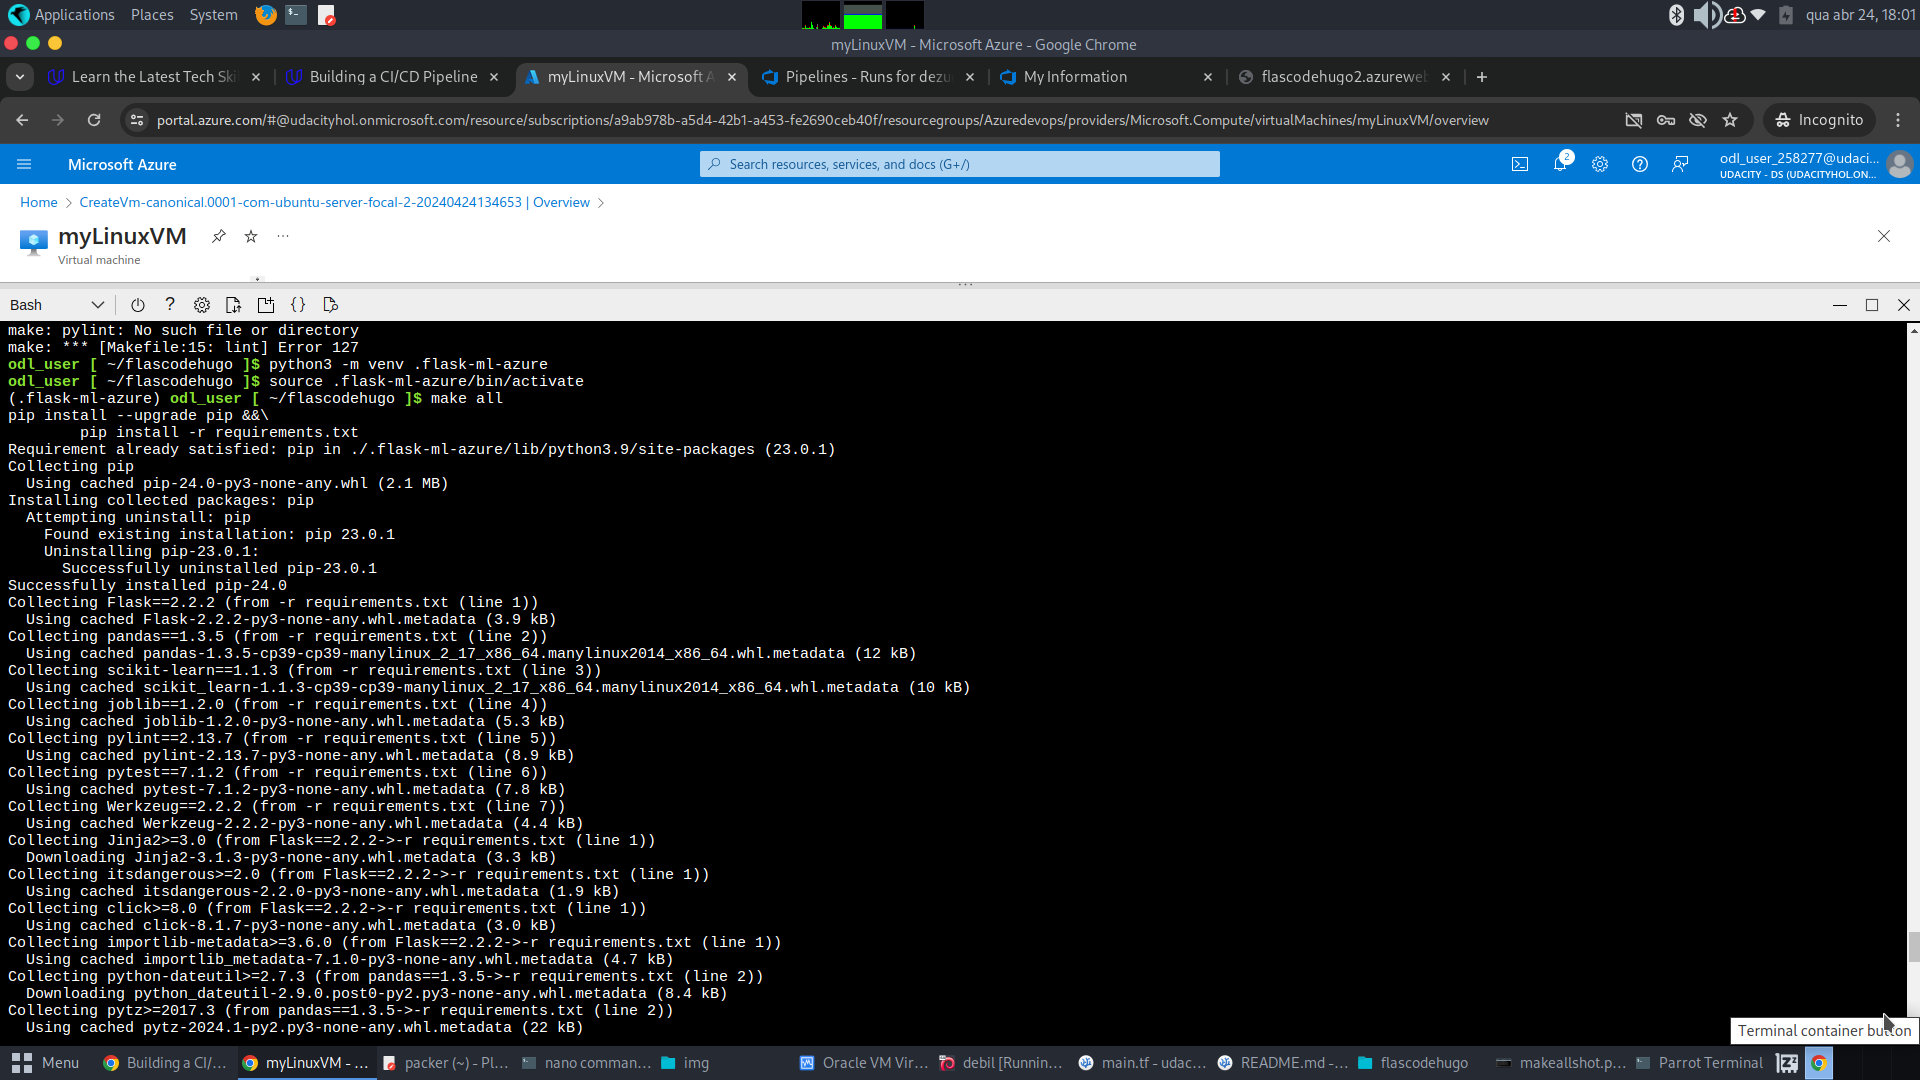 Applications Places System
qua abr 24, 18:01
myLinuxVM - Microsoft Azure - Google Chrome
Learn the Latest Tech Ski
Building a CI/CD Pipeline
myLinuxVM - Microsoft A
Pipelines - Runs for dezu
My Information
flascodehugo2.azureweb
portal.azure.com/#@udacityhol.onmicrosoft.com/resource/subscriptions/a9ab978b-a5d4-42b1-a453-fe2690ceb40f/resourcegroups/Azuredevops/providers/Microsoft.Compute/virtualMachines/myLinuxVM/overview
Incognito
Microsoft Azure
Search resources, services, and docs (G+/)
2
odl_user_258277@udaci...
UDACITY - DS (UDACITYHOL.ON...
Home > CreateVm-canonical.0001-com-ubuntu-server-focal-2-20240424134653 | Overview >
myLinuxVM
Virtual machine
Bash
make: pylint: No such file or directory
make: *** [Makefile:15: lint] Error 127
odl_user [ ~/flascodehugo ]$ python3 -m venv .flask-ml-azure
odl_user [ ~/flascodehugo ]$ source .flask-ml-azure/bin/activate
(.flask-ml-azure) odl_user [ ~/flascodehugo ]$ make all
pip install --upgrade pip &&\
pip install -r requirements.txt
Requirement already satisfied: pip in ./.flask-ml-azure/lib/python3.9/site-packages (23.0.1)
Collecting pip
Using cached pip-24.0-py3-none-any.whl (2.1 MB)
Installing collected packages: pip
Attempting uninstall: pip
Found existing installation: pip 23.0.1
Uninstalling pip-23.0.1:
Successfully uninstalled pip-23.0.1
Successfully installed pip-24.0
Collecting Flask==2.2.2 (from -r requirements.txt (line 1))
Using cached Flask-2.2.2-py3-none-any.whl.metadata (3.9 kB)
Collecting pandas==1.3.5 (from -r requirements.txt (line 2))
Using cached pandas-1.3.5-cp39-cp39-manylinux_2_17_x86_64.manylinux2014_x86_64.whl.metadata (12 kB)
Collecting scikit-learn==1.1.3 (from -r requirements.txt (line 3))
Using cached scikit_learn-1.1.3-cp39-cp39-manylinux_2_17_x86_64.manylinux2014_x86_64.whl.metadata (10 kB)
Collecting joblib==1.2.0 (from -r requirements.txt (line 4))
Using cached joblib-1.2.0-py3-none-any.whl.metadata (5.3 kB)
Collecting pylint==2.13.7 (from -r requirements.txt (line 5))
Using cached pylint-2.13.7-py3-none-any.whl.metadata (8.9 kB)
Collecting pytest==7.1.2 (from -r requirements.txt (line 6))
Using cached pytest-7.1.2-py3-none-any.whl.metadata (7.8 kB)
Collecting Werkzeug==2.2.2 (from -r requirements.txt (line 7))
Using cached Werkzeug-2.2.2-py3-none-any.whl.metadata (4.4 kB)
Collecting Jinja2>=3.0 (from Flask==2.2.2->-r requirements.txt (line 1))
Downloading Jinja2-3.1.3-py3-none-any.whl.metadata (3.3 kB)
Collecting itsdangerous>=2.0 (from Flask==2.2.2->-r requirements.txt (line 1))
Using cached itsdangerous-2.2.0-py3-none-any.whl.metadata (1.9 kB)
Collecting click>=8.0 (from Flask==2.2.2->-r requirements.txt (line 1))
Using cached click-8.1.7-py3-none-any.whl.metadata (3.0 kB)
Collecting importlib-metadata>=3.6.0 (from Flask==2.2.2->-r requirements.txt (line 1))
Using cached importlib_metadata-7.1.0-py3-none-any.whl.metadata (4.7 kB)
Collecting python-dateutil>=2.7.3 (from pandas==1.3.5->-r requirements.txt (line 2))
Downloading python_dateutil-2.9.0.post0-py2.py3-none-any.whl.metadata (8.4 kB)
Collecting pytz>=2017.3 (from pandas==1.3.5->-r requirements.txt (line 2))
Using cached pytz-2024.1-py2.py3-none-any.whl.metadata (22 kB)
Terminal container button
Menu
Building a CI/...
myLinuxVM - ...
packer (~) - Pl...
nano comman...
img
Oracle VM Vir...
debil [Runnin...
main.tf - udac...
README.md -...
flascodehugo
makeallshot.p...
Parrot Terminal